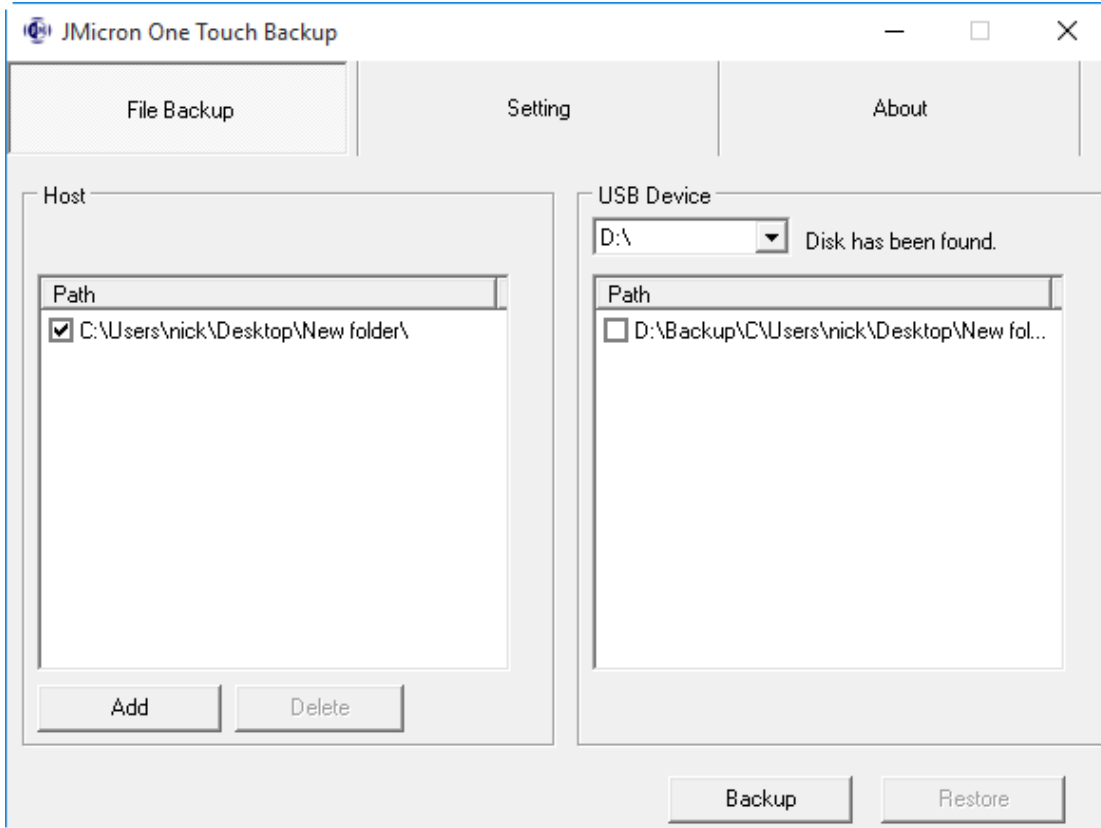 JMicron One Touch Backup
File Backup
Setting
About
Host
Path
C:\Users\nick\Desktop\New folder\
Add
Delete
USB Device
D:\
Disk has been found.
Path
D:\Backup\C\Users\nick\Desktop\New fol...
Backup
Restore